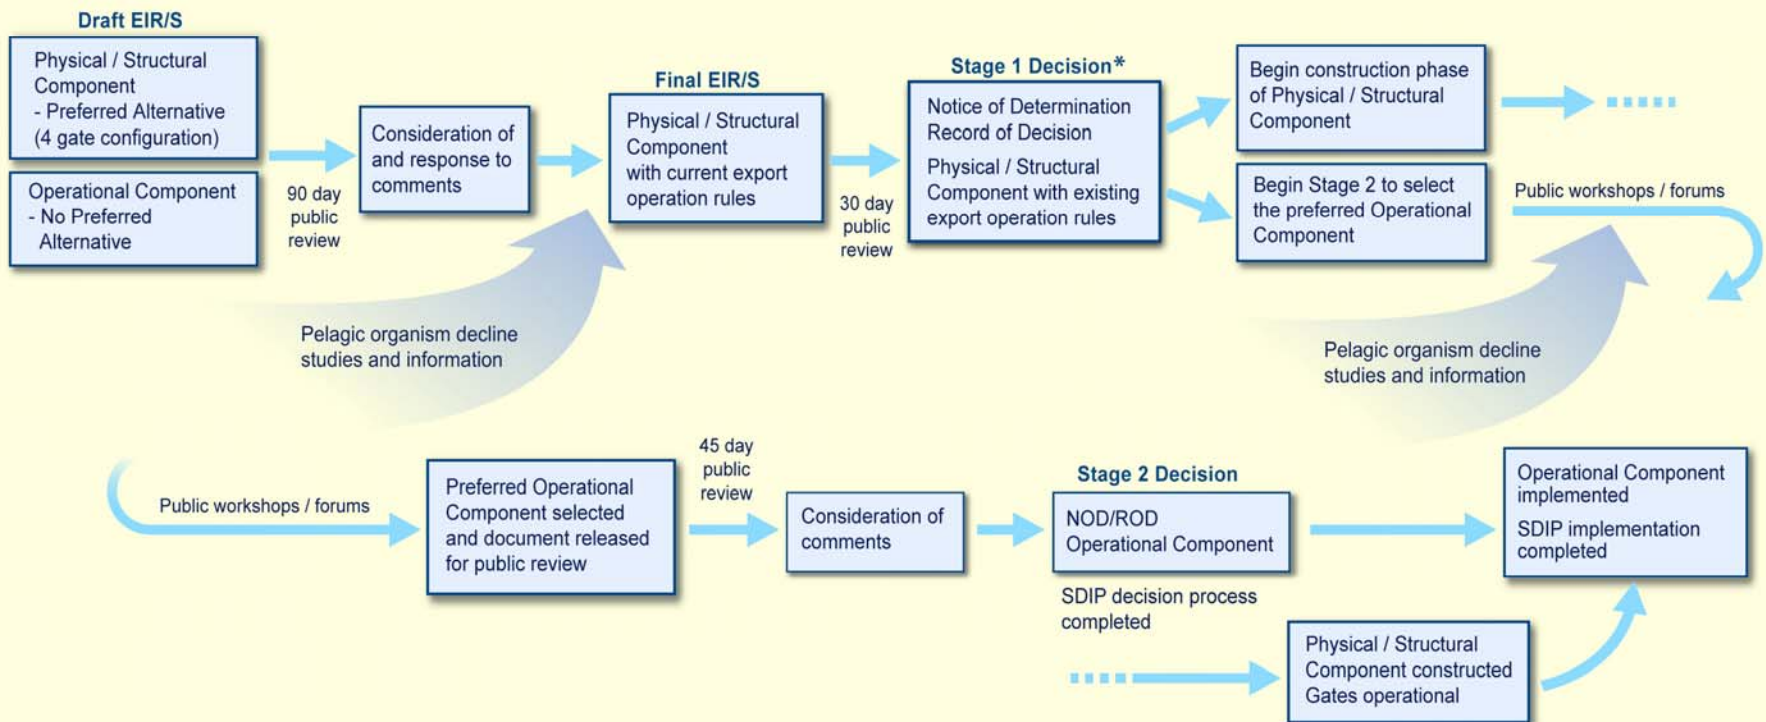 Draft EIR/S
Physical / Structural
Component
- Preferred Alternative
(4 gate configuration)
Operational Component
- No Preferred
Alternative
90 day
public
review
Consideration of
and response to
comments
Final EIR/S
Physical / Structural
Component
with current export
operation rules
30 day
public
review
Stage 1 Decision*
Notice of Determination
Record of Decision
Physical / Structural
Component with existing
export operation rules
Begin construction phase
of Physical / Structural
Component
Begin Stage 2 to select
the preferred Operational
Component
Public workshops / forums
Pelagic organism decline
studies and information
Pelagic organism decline
studies and information
Public workshops / forums
Preferred Operational
Component selected
and document released
for public review
45 day
public
review
Consideration of
comments
Stage 2 Decision
NOD/ROD
Operational Component
SDIP decision process
completed
Operational Component
implemented
SDIP implementation
completed
Physical / Structural
Component constructed
Gates operational